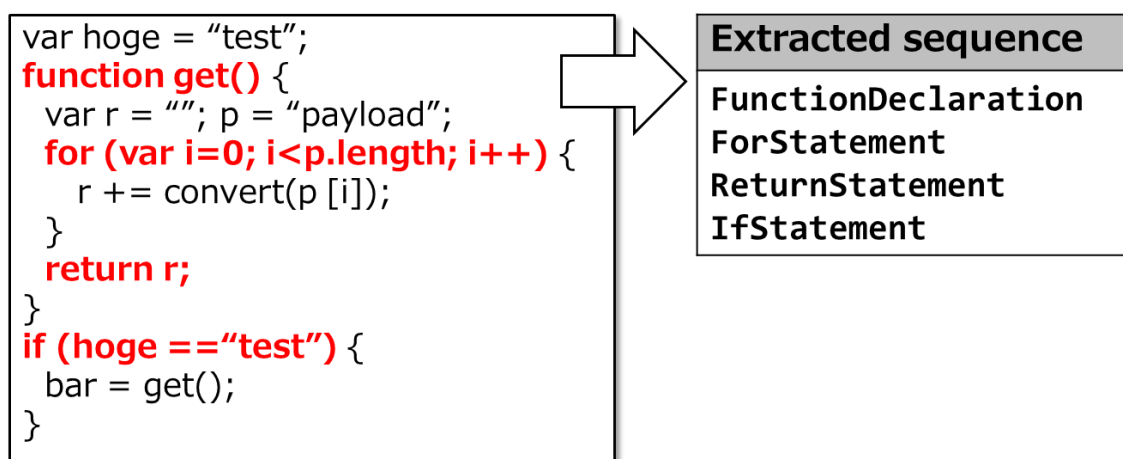 var hoge = “test”;
function get() {
var r = “”; p = “payload”;
for (var i=0; i<p.length; i++) {
r += convert(p [i]);
}
return r;
}
if (hoge ==“test”) {
bar = get();
}
Extracted sequence
FunctionDeclaration
ForStatement
ReturnStatement
IfStatement